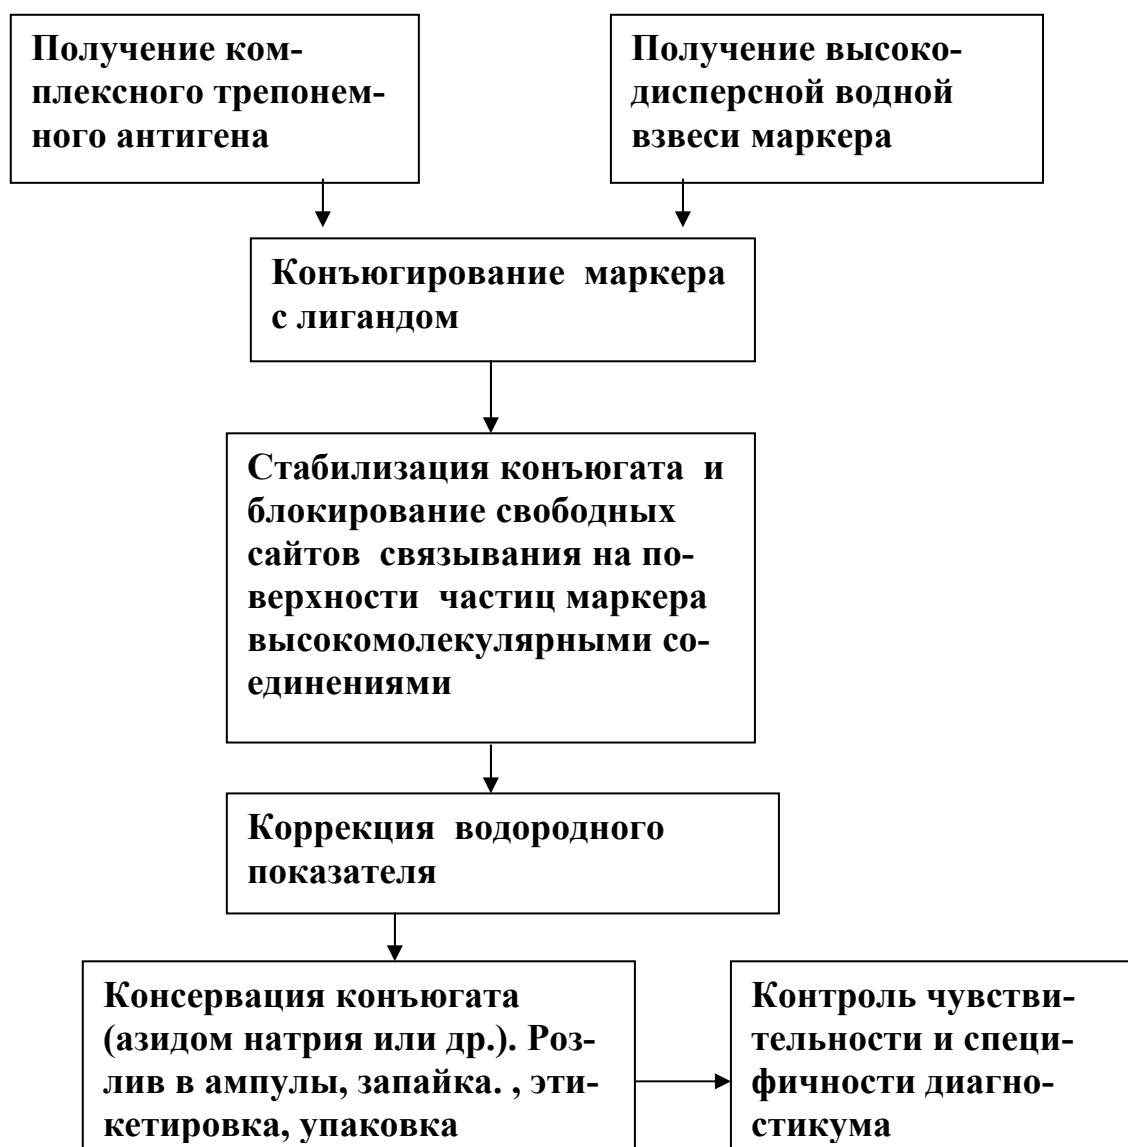 Получение ком-
плексного трепонем-
ного антигена
Получение высоко-
дисперсной водной
взвеси маркера
Конъюгирование маркера
с лигандом
Стабилизация конъюгата и
блокирование свободных
сайтов связывания на по-
верхности частиц маркера
высокомолекулярными со-
единениями
Коррекция водородного
показателя
Консервация конъюгата
(азидом натрия или др.). Роз-
лив в ампулы, запайка. , эти-
кетировка, упаковка
Контроль чувстви-
тельности и специ-
фичности диагно-
стикума